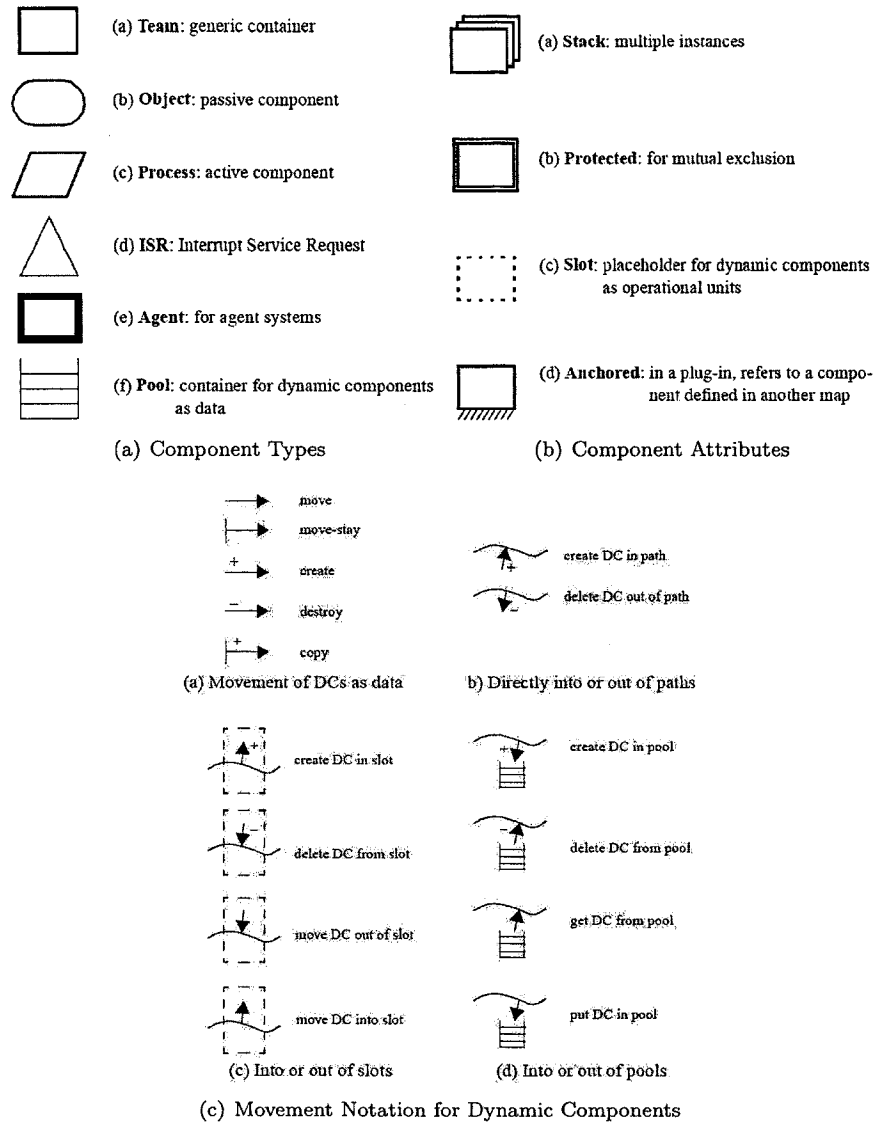 (a) Team: generic container
(b) Object: passive component
(c) Process: active component
(d) ISR: Interrupt Service Request
(e) Agent: for agent systems
(f) Pool: container for dynamic components
as data
(a) Component Types
(a) Stack: multiple instances
(b) Protected: for mutual exclusion
(c) Slot: placeholder for dynamic components
as operational units
(d) Anchored: in a plug-in, refers to a compo-
nent defined in another map
(b) Component Attributes
move
move-stay
+ create
− destroy
+ copy
(a) Movement of DCs as data
+ create DC in path
− delete DC out of path
b) Directly into or out of paths
+ create DC in slot
− delete DC from slot
move DC out of slot
move DC into slot
(c) Into or out of slots
+ create DC in pool
− delete DC from pool
get DC from pool
put DC in pool
(d) Into or out of pools
(c) Movement Notation for Dynamic Components